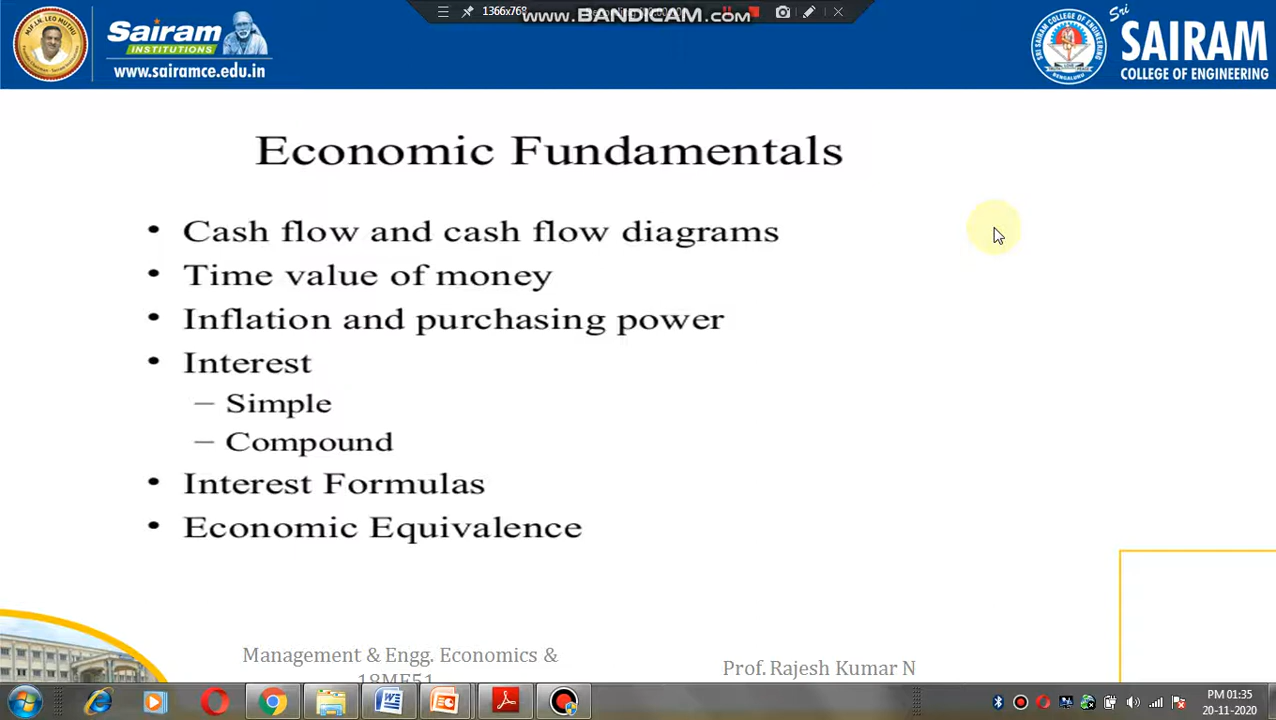 1366x768
www.BANDICAM.com
Sairam
INSTITUTIONS
www.sairamce.edu.in
Sri
SAIRAM
COLLEGE OF ENGINEERING
Economic Fundamentals
• Cash flow and cash flow diagrams
• Time value of money
• Inflation and purchasing power
• Interest
– Simple
– Compound
• Interest Formulas
• Economic Equivalence
Management & Engg. Economics &
18ME51
Prof. Rajesh Kumar N
PM 01:35
20-11-2020